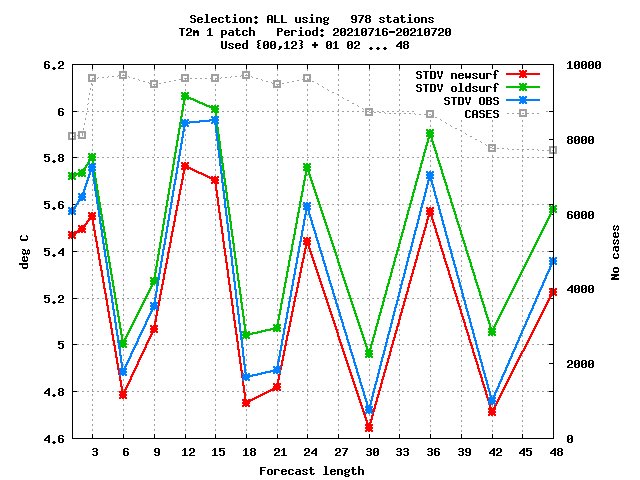 Selection: ALL using   978 stations
T2m 1 patch   Period: 20210716-20210720
Used {00,12} + 01 02 ... 48
STDV newsurf
STDV oldsurf
STDV OBS
CASES
6.2
6
5.8
5.6
5.4
5.2
5
4.8
4.6
deg C
10000
8000
6000
4000
2000
0
No cases
3 6 9 12 15 18 21 24 27 30 33 36 39 42 45 48
Forecast length